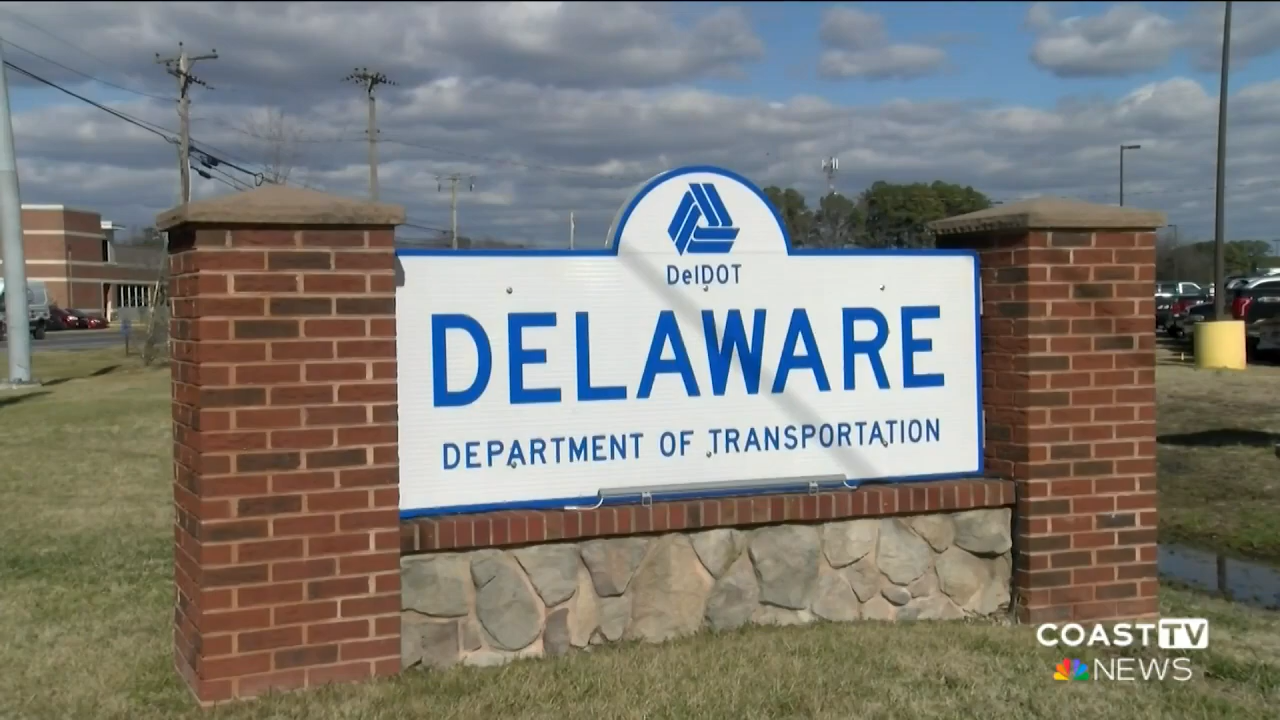 DelDOT
DELAWARE
DEPARTMENT OF TRANSPORTATION
COAST TV
NEWS